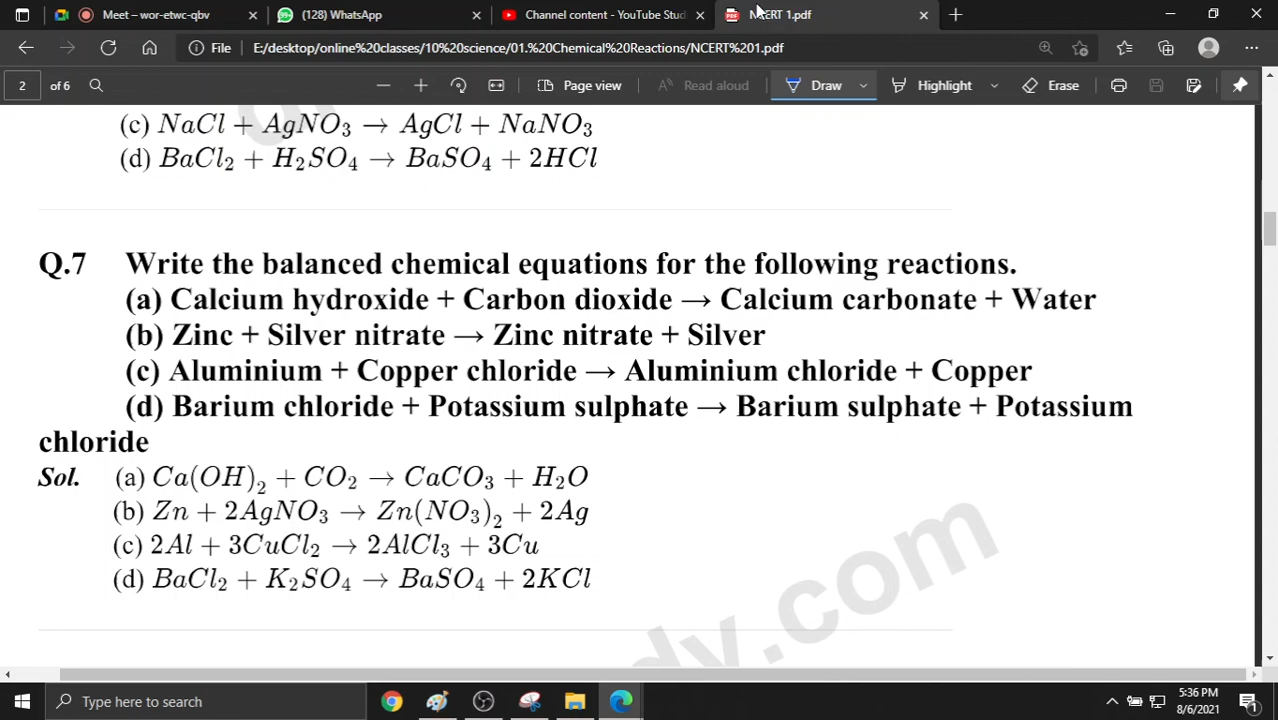 Meet – wor-etwc-qbv
(128) WhatsApp
Channel content - YouTube Studi
NCERT 1.pdf
File
E:/desktop/online%20classes/10%20science/01.%20Chemical%20Reactions/NCERT%201.pdf
2 of 6
Page view
Read aloud
Draw
Highlight
Erase
(c) NaCl + AgNO₃ → AgCl + NaNO₃
(d) BaCl₂ + H₂SO₄ → BaSO₄ + 2HCl
Q.7 Write the balanced chemical equations for the following reactions.
(a) Calcium hydroxide + Carbon dioxide → Calcium carbonate + Water
(b) Zinc + Silver nitrate → Zinc nitrate + Silver
(c) Aluminium + Copper chloride → Aluminium chloride + Copper
(d) Barium chloride + Potassium sulphate → Barium sulphate + Potassium
chloride
Sol. (a) Ca(OH)₂ + CO₂ → CaCO₃ + H₂O
(b) Zn + 2AgNO₃ → Zn(NO₃)₂ + 2Ag
(c) 2Al + 3CuCl₂ → 2AlCl₃ + 3Cu
(d) BaCl₂ + K₂SO₄ → BaSO₄ + 2KCl
dy.com
Type here to search
5:36 PM
8/6/2021
1